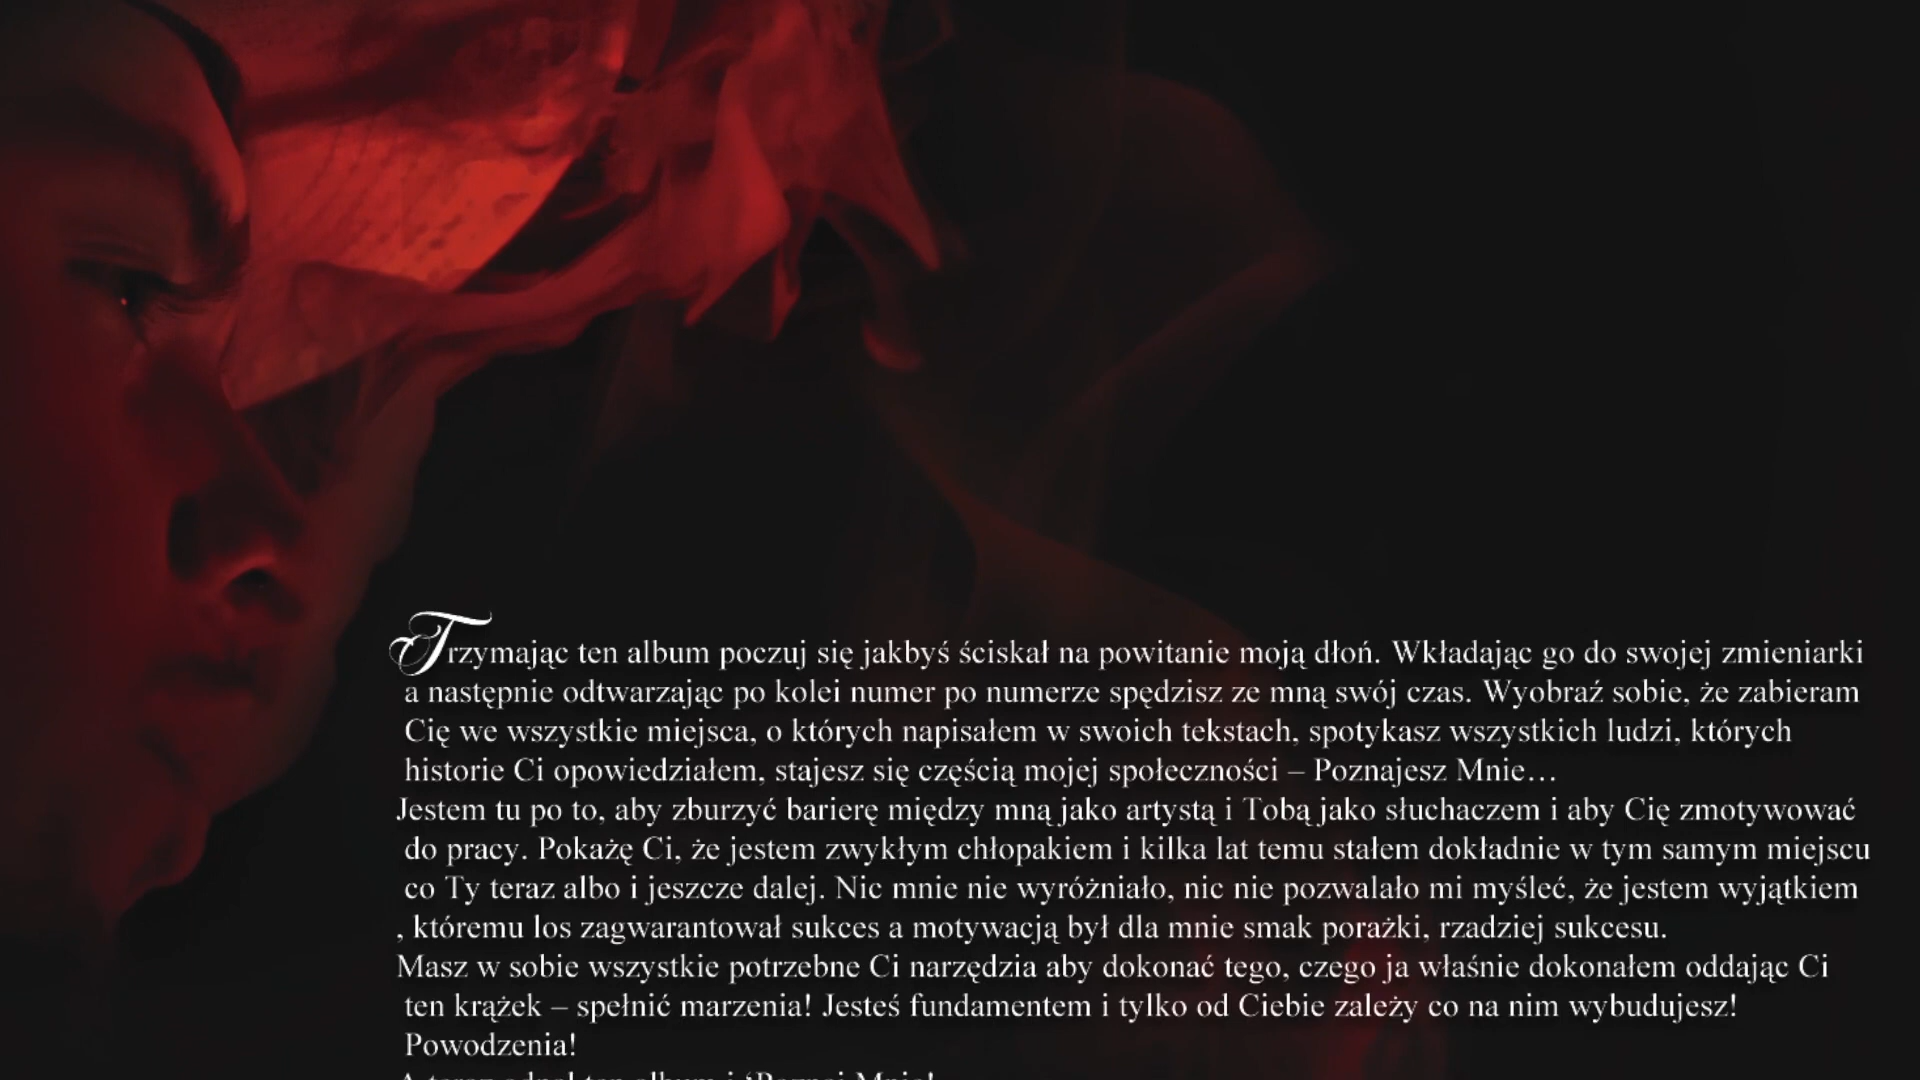 Trzymając ten album poczuj się jakbyś ściskał na powitanie moją dłoń. Wkładając go do swojej zmieniarki
a następnie odtwarzając po kolei numer po numerze spędzisz ze mną swój czas. Wyobraź sobie, że zabieram
Cię we wszystkie miejsca, o których napisałem w swoich tekstach, spotykasz wszystkich ludzi, których
historie Ci opowiedziałem, stajesz się częścią mojej społeczności – Poznajesz Mnie…
Jestem tu po to, aby zburzyć barierę między mną jako artystą i Tobą jako słuchaczem i aby Cię zmotywować
do pracy. Pokażę Ci, że jestem zwykłym chłopakiem i kilka lat temu stałem dokładnie w tym samym miejscu
co Ty teraz albo i jeszcze dalej. Nic mnie nie wyróżniało, nic nie pozwalało mi myśleć, że jestem wyjątkiem
, któremu los zagwarantował sukces a motywacją był dla mnie smak porażki, rzadziej sukcesu.
Masz w sobie wszystkie potrzebne Ci narzędzia aby dokonać tego, czego ja właśnie dokonałem oddając Ci
ten krążek – spełnić marzenia! Jesteś fundamentem i tylko od Ciebie zależy co na nim wybudujesz!
Powodzenia!
A teraz odpal ten album i 'Poznaj Mnie!